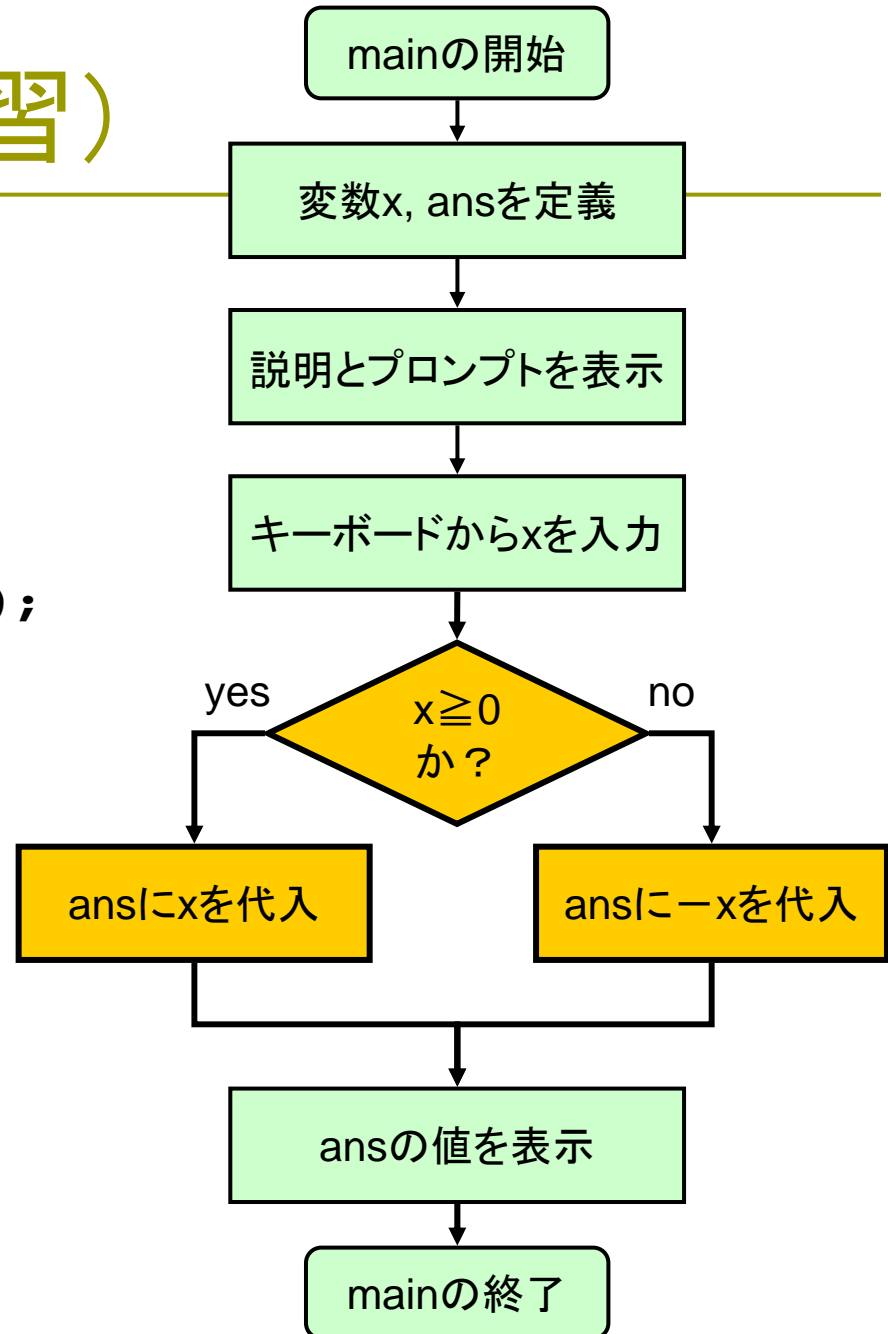 習）
mainの開始
変数x, ansを定義
説明とプロンプトを表示
キーボードからxを入力
);
yes
no
x≧0
か？
ansにxを代入
ansに－xを代入
ansの値を表示
mainの終了